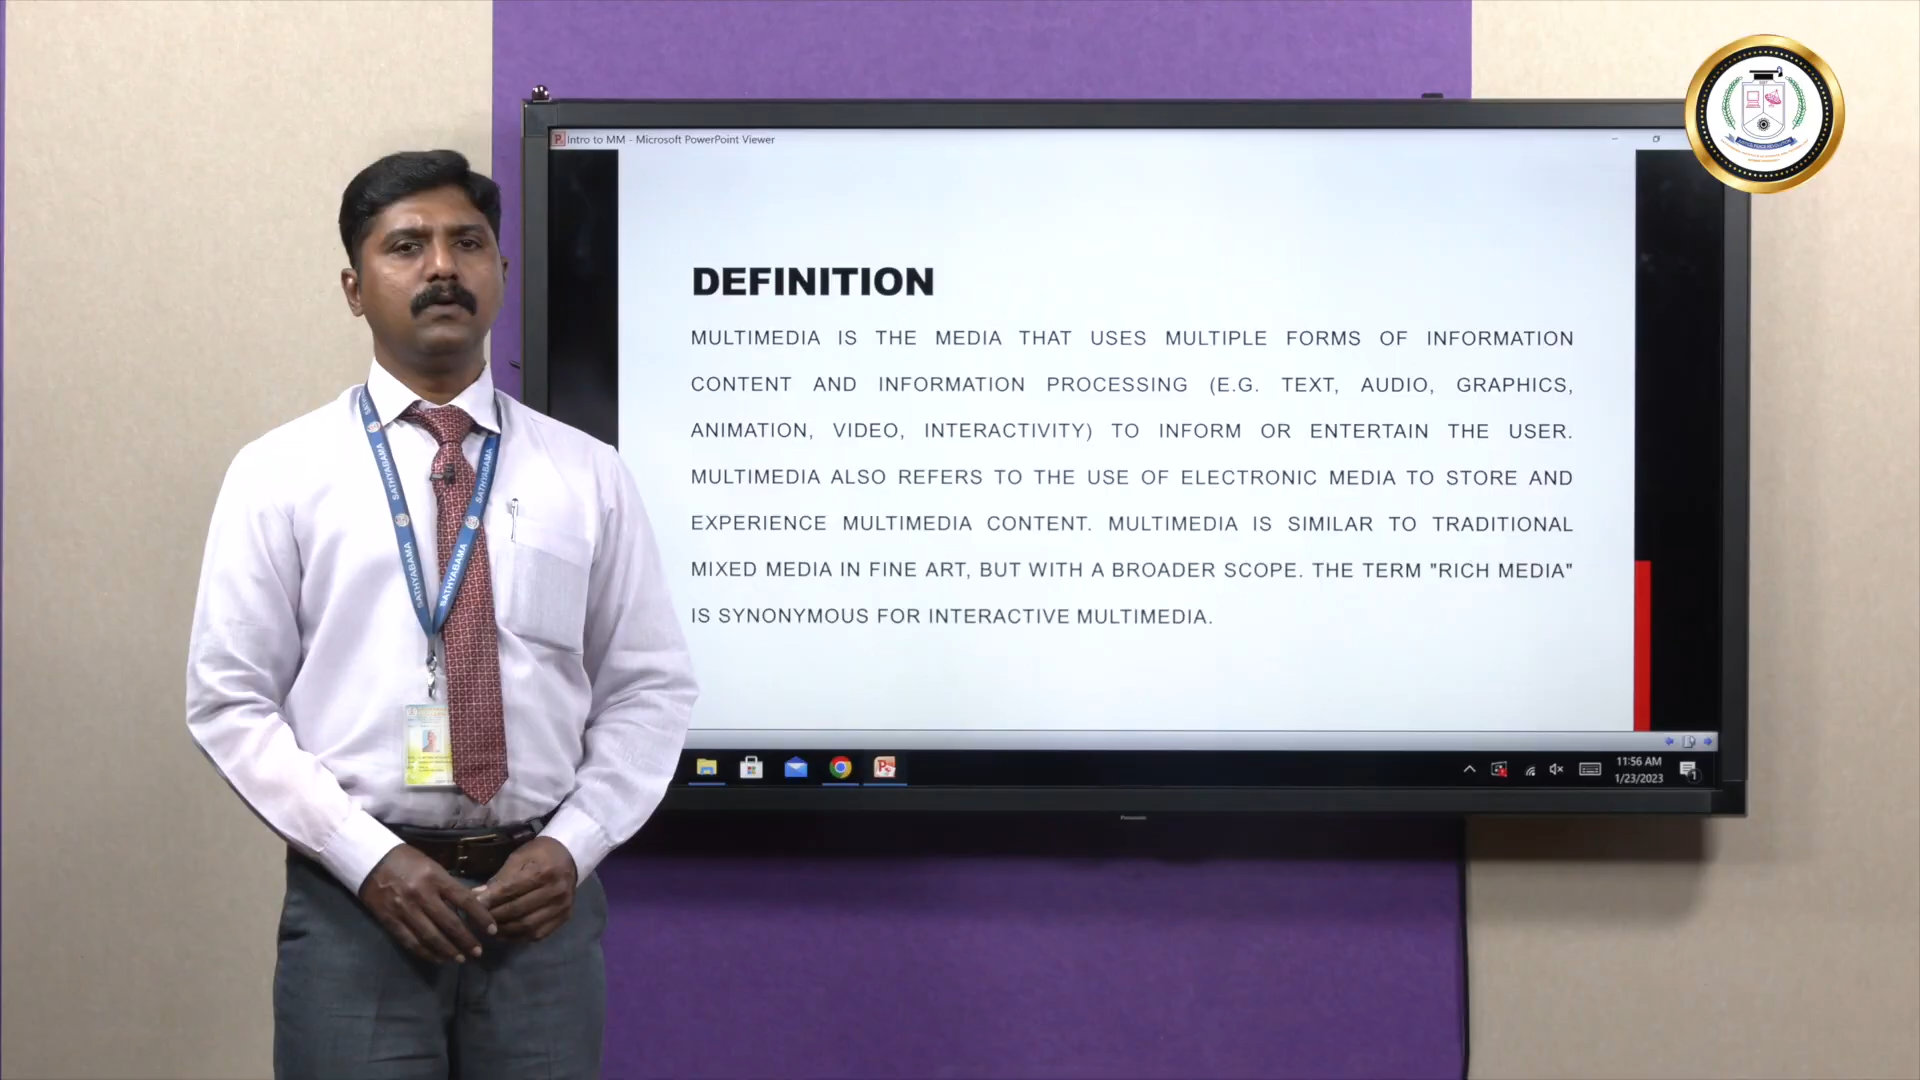 Intro to MM - Microsoft PowerPoint Viewer
DEFINITION
MULTIMEDIA IS THE MEDIA THAT USES MULTIPLE FORMS OF INFORMATION
CONTENT AND INFORMATION PROCESSING (E.G. TEXT, AUDIO, GRAPHICS,
ANIMATION, VIDEO, INTERACTIVITY) TO INFORM OR ENTERTAIN THE USER.
MULTIMEDIA ALSO REFERS TO THE USE OF ELECTRONIC MEDIA TO STORE AND
EXPERIENCE MULTIMEDIA CONTENT. MULTIMEDIA IS SIMILAR TO TRADITIONAL
MIXED MEDIA IN FINE ART, BUT WITH A BROADER SCOPE. THE TERM "RICH MEDIA"
IS SYNONYMOUS FOR INTERACTIVE MULTIMEDIA.
11:56 AM
1/23/2023
1
Panasonic
SATHYABAMA
SATHYABAMA
SATHYABAMA
SATHYABAMA